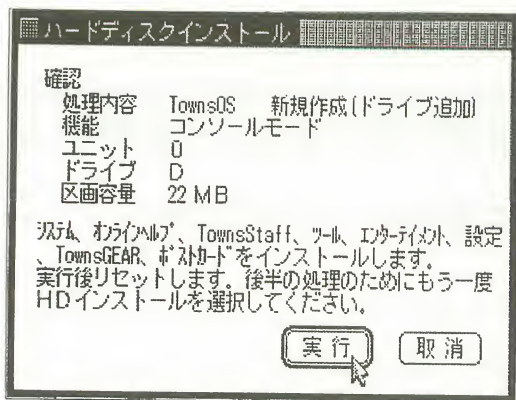 ハードディスクインストール
確認
処理内容 TownsOS 新規作成(ドライブ追加)
機能 コンソールモード
ユニット 0
ドライブ D
区画容量 22 MB
ｼｽﾃﾑ、ｵﾝﾗｲﾝﾍﾙﾌﾟ、TownsStaff、ﾂｰﾙ、ｴﾝﾀｰﾃｲﾒﾝﾄ、設定
、TownsGEAR、ﾎﾟｽﾄｶｰﾄﾞをインストールします。
実行後リセットします。後半の処理のためにもう一度
HDインストールを選択してください。
実行 取消